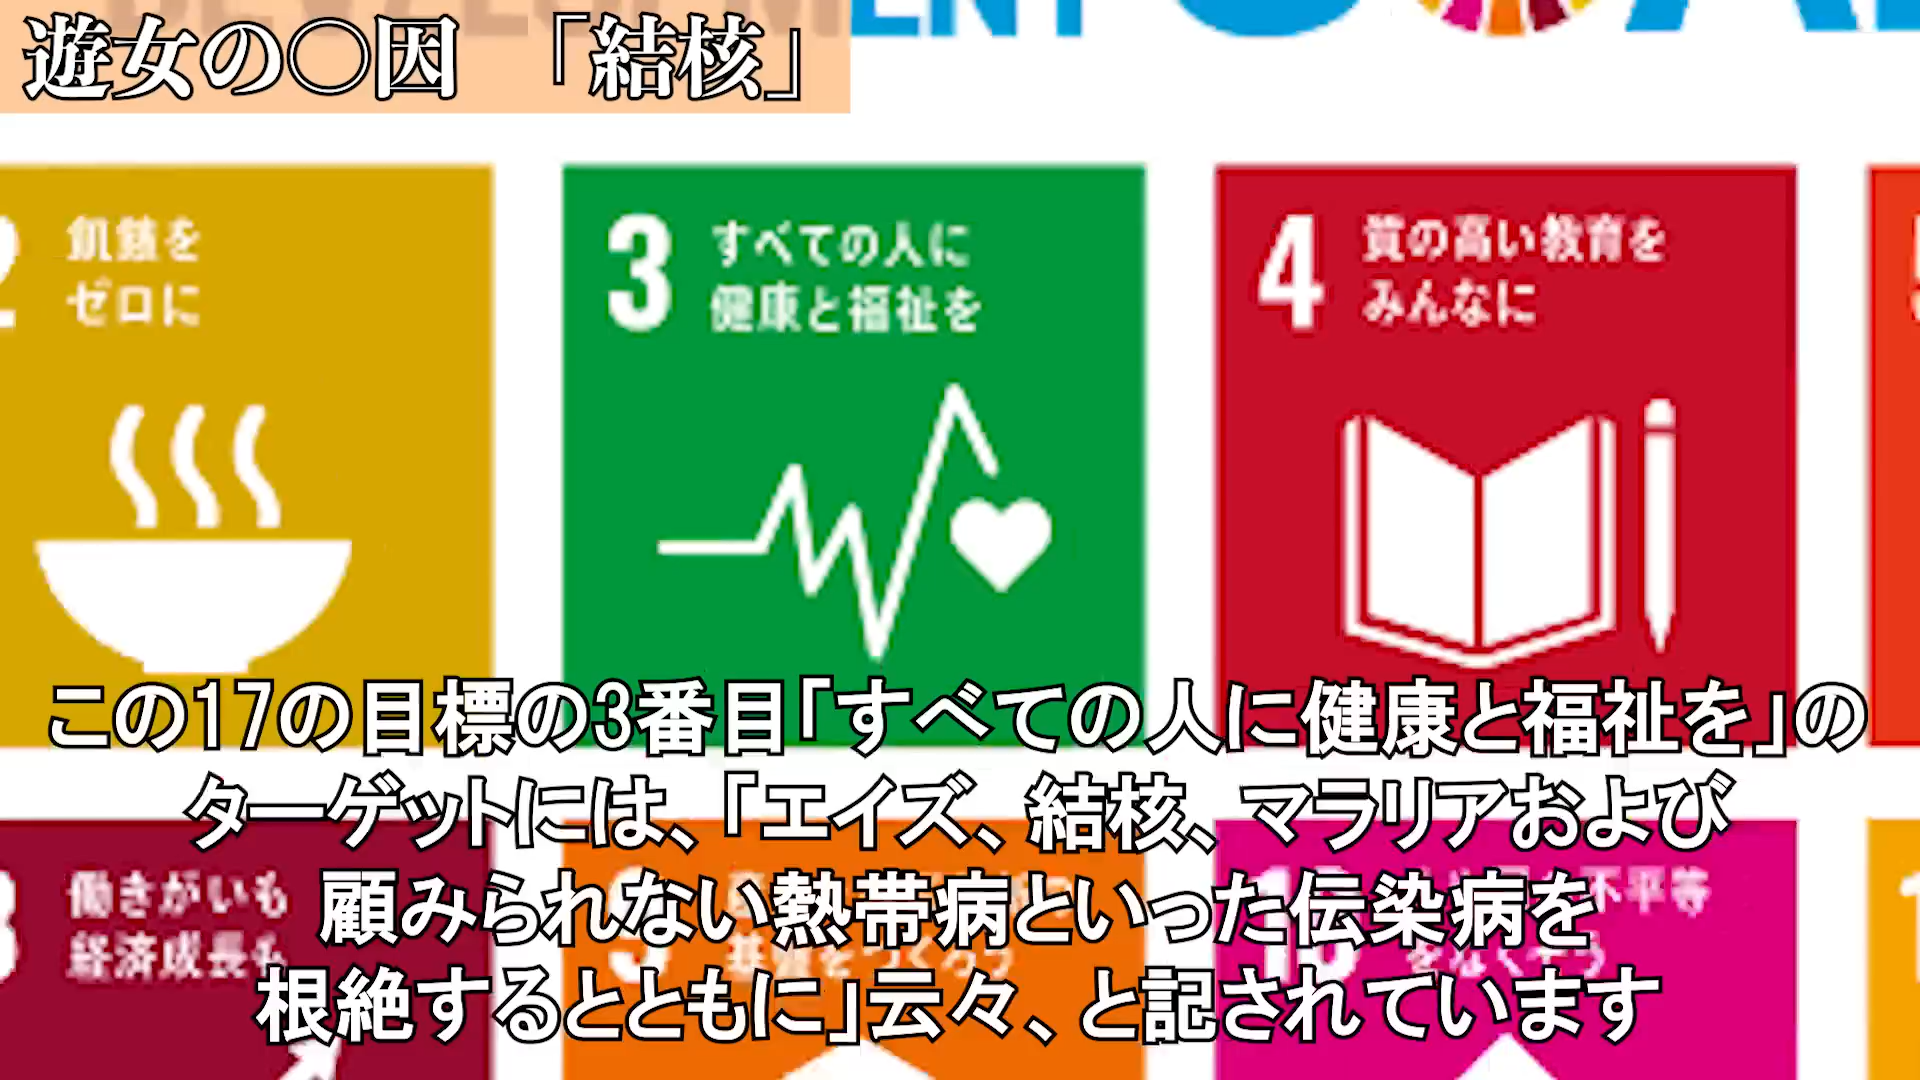 遊女の〇因 「結核」
2 飢餓を
ゼロに
3 すべての人に
健康と福祉を
4 質の高い教育を
みんなに
この17の目標の3番目「すべての人に健康と福祉を」の
ターゲットには、「エイズ、結核、マラリアおよび
顧みられない熱帯病といった伝染病を
根絶するとともに」云々、と記されています
働きがいも
経済成長も
不平等